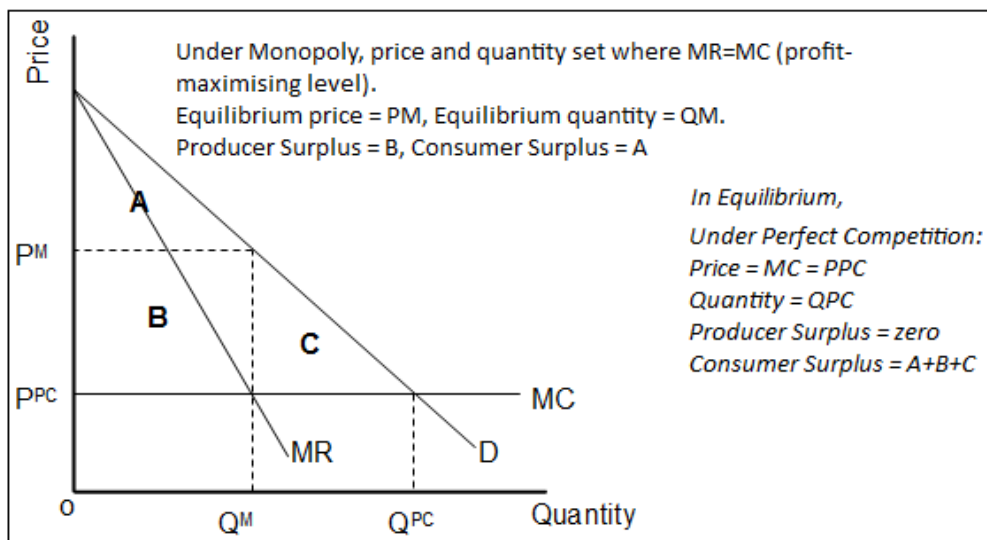 Price
Under Monopoly, price and quantity set where MR=MC (profit-
maximising level).
Equilibrium price = PM, Equilibrium quantity = QM.
Producer Surplus = B, Consumer Surplus = A
In Equilibrium,
Under Perfect Competition:
Price = MC = PPC
Quantity = QPC
Producer Surplus = zero
Consumer Surplus = A+B+C
A
PM
B
C
PPC
MC
MR
D
O
QM
QPC
Quantity